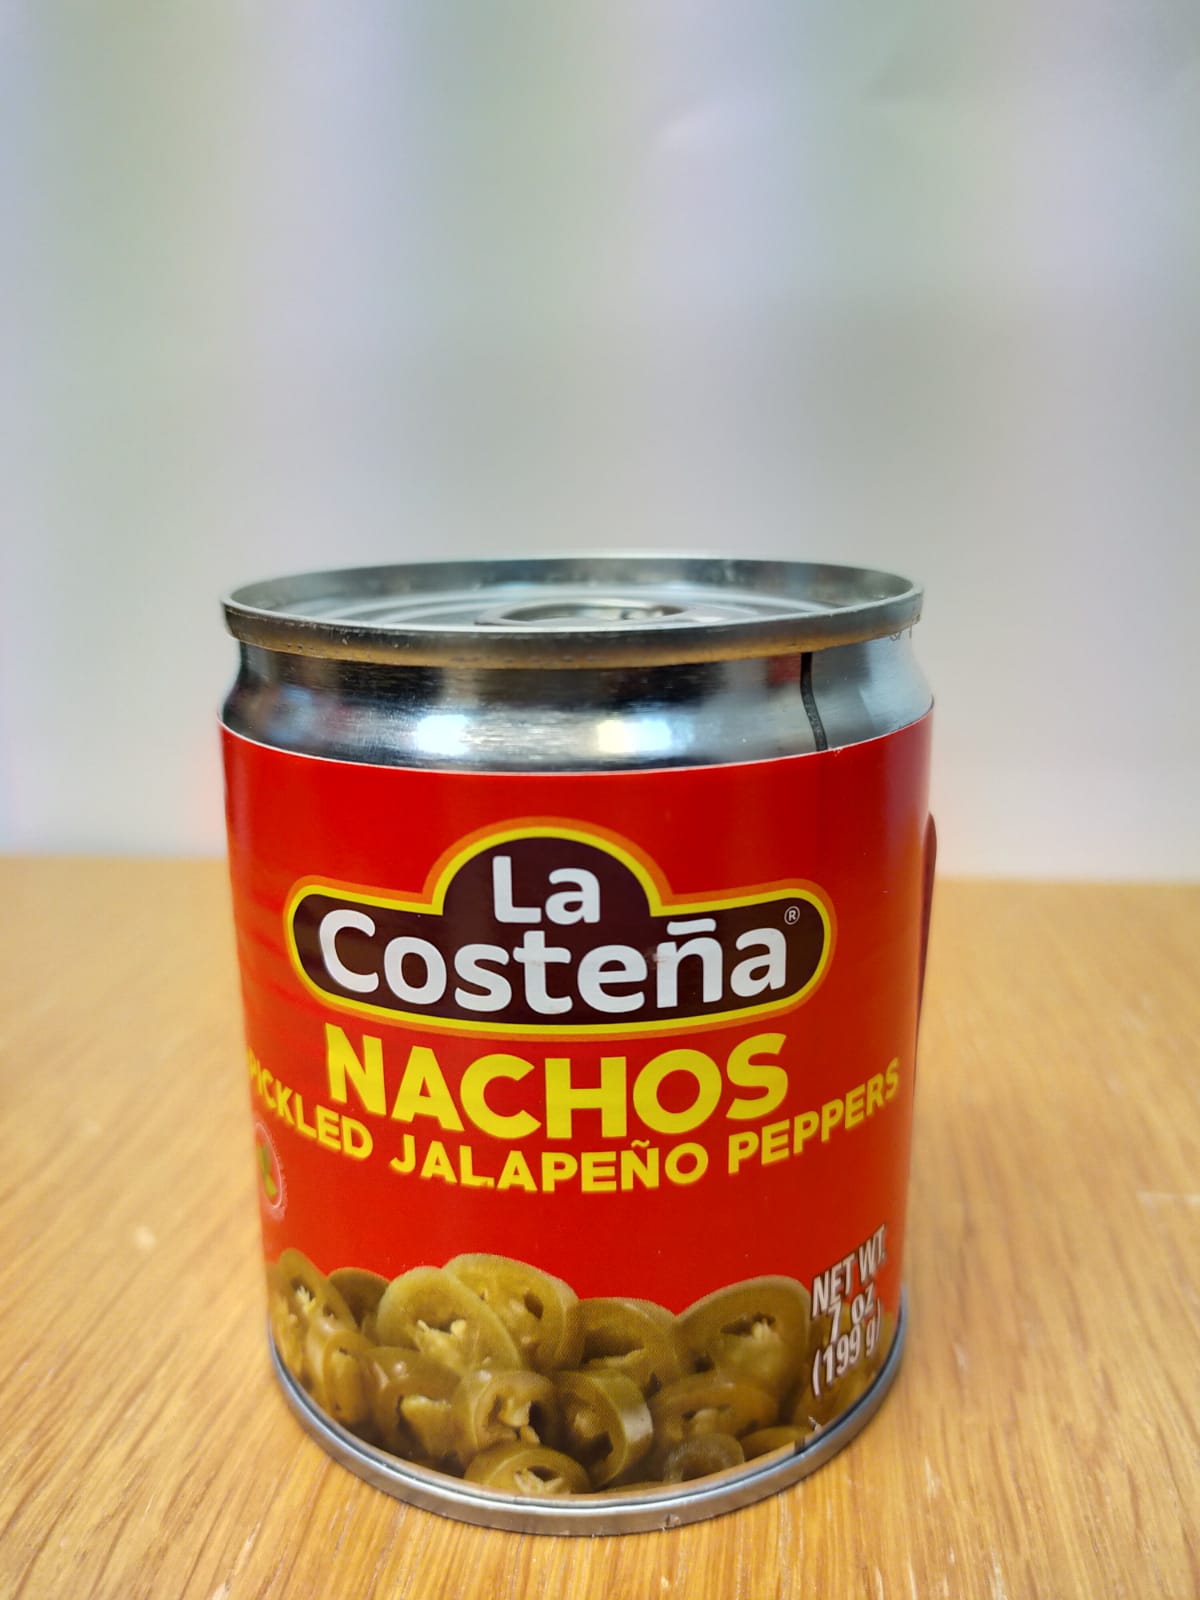 La
Costeña®
NACHOS
PICKLED JALAPEÑO PEPPERS
NET WT.
7 oz
(199 g)